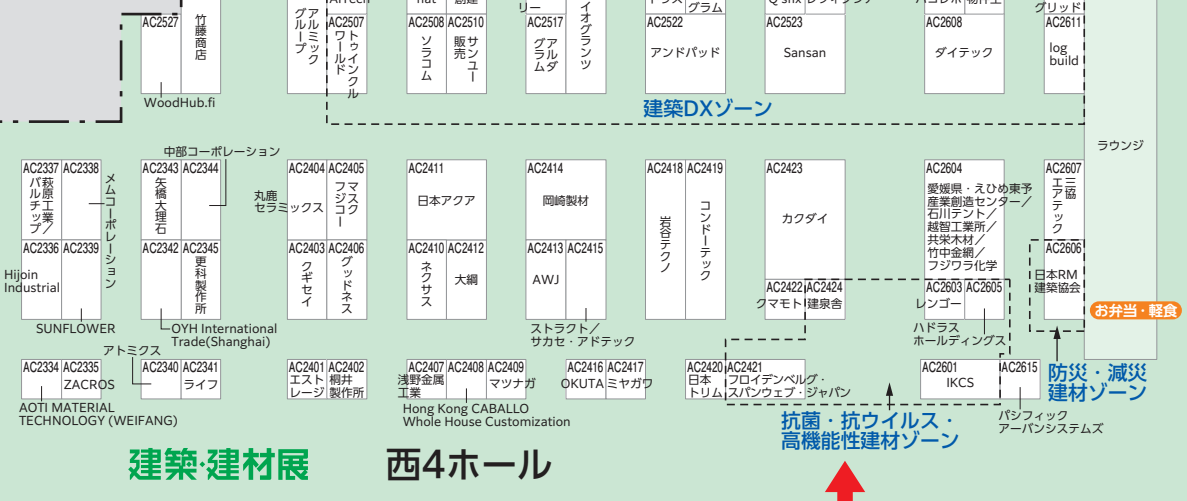 リー
グラム
グリッド
AC2527
竹藤商店
WoodHub.fi
アルミックグループ
AC2507
トゥインクルワールド
AC2508
ソラコム
AC2510
サンユー販売
AC2517
アルダグラム
イオグランツ
AC2522
アンドパッド
AC2523
Sansan
AC2608
ダイテック
AC2611
log
build
建築DXゾーン
ラウンジ
AC2337
萩原工業／
バルチップ
AC2338
メムコーポレーション
AC2336
Hijoin
Industrial
AC2339
SUNFLOWER
中部コーポレーション
AC2343
矢橋大理石
AC2344
AC2342
AC2345
更科製作所
OYH International
Trade(Shanghai)
丸鹿
セラミックス
AC2404
AC2405
マスク
フジコー
AC2403
クギセイ
AC2406
グッドネス
AC2411
日本アクア
AC2410
ネクサス
AC2412
大綱
AC2414
岡崎製材
AC2413
AWJ
AC2415
ストラクト／
サカセ・アドテック
AC2418
岩谷テクノ
AC2419
コンドーテック
AC2423
カクダイ
AC2422
クマモト
AC2424
建泉舎
AC2604
愛媛県・えひめ東予
産業創造センター／
石川テント／
越智工業所／
共栄木材／
竹中金網／
フジワラ化学
AC2603
レンゴー
AC2605
ハドラス
ホールディングス
AC2607
三協
エアテック
AC2606
日本RM
建築協会
お弁当・軽食
防災・減災
建材ゾーン
AC2334
AC2335
ZACROS
AOTI MATERIAL
TECHNOLOGY (WEIFANG)
アトミクス
AC2340
AC2341
ライフ
AC2401
エスト
レージ
AC2402
桐井
製作所
AC2407
浅野金属
工業
AC2408
AC2409
マツナガ
Hong Kong CABALLO
Whole House Customization
AC2416
OKUTA
AC2417
ミヤガワ
AC2420
日本
トリム
AC2421
フロイデンベルグ・
スパンウェブ・ジャパン
AC2601
IKCS
AC2615
パシフィック
アーバンシステムズ
抗菌・抗ウイルス・
高機能性建材ゾーン
建築・建材展
西4ホール